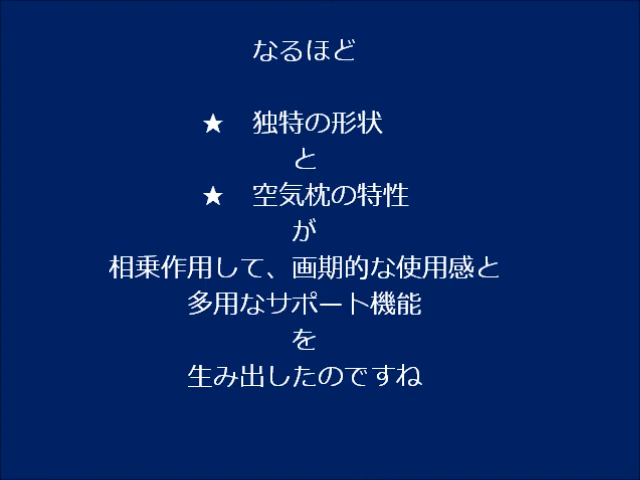 なるほど
★　独特の形状
と
★　空気枕の特性
が
相乗作用して、画期的な使用感と
多用なサポート機能
を
生み出したのですね